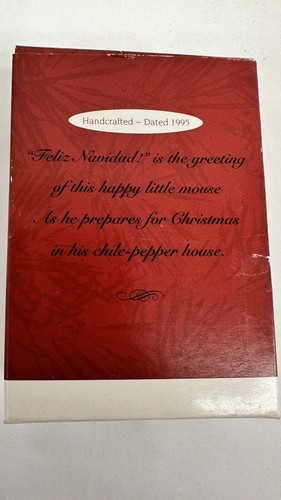 Handcrafted – Dated 1995
"Feliz Navidad!" is the greeting
of this happy little mouse
As he prepares for Christmas
in his chile-pepper house.